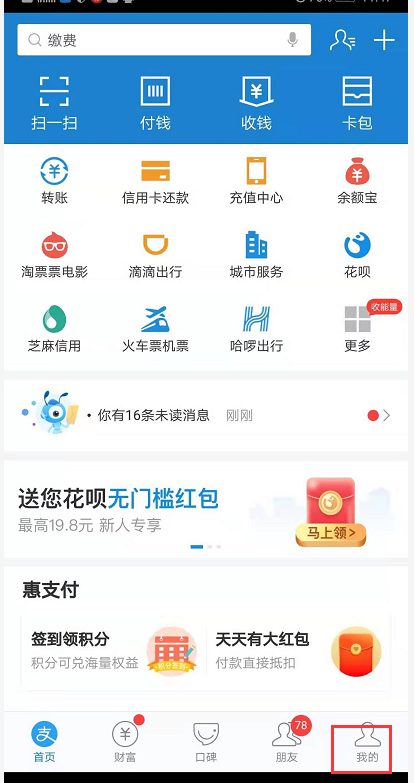 缴费
扫一扫 付钱 收钱 卡包
转账 信用卡还款 充值中心 余额宝
淘票票电影 滴滴出行 城市服务 花呗
收能量
芝麻信用 火车票机票 哈啰出行 更多
· 你有16条未读消息 刚刚
送您花呗无门槛红包
最高19.8元 新人专享
马上领>
惠支付
签到领积分 天天有大红包
积分可兑海量权益 付款直接抵扣
积分签到
78
支
首页 财富 口碑 朋友 我的